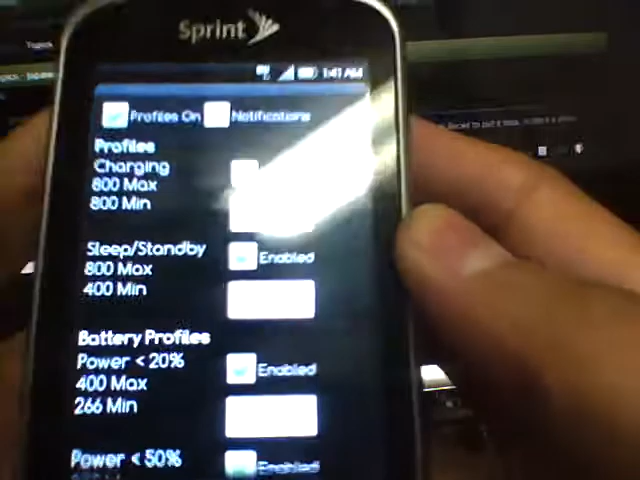 Sprint
1:41 AM
Profiles On Notifications
Profiles
Charging
800 Max
800 Min
Sleep/Standby
800 Max
Enabled
400 Min
Battery Profiles
Power < 20%
Enabled
400 Max
266 Min
Power < 50%
Enabled